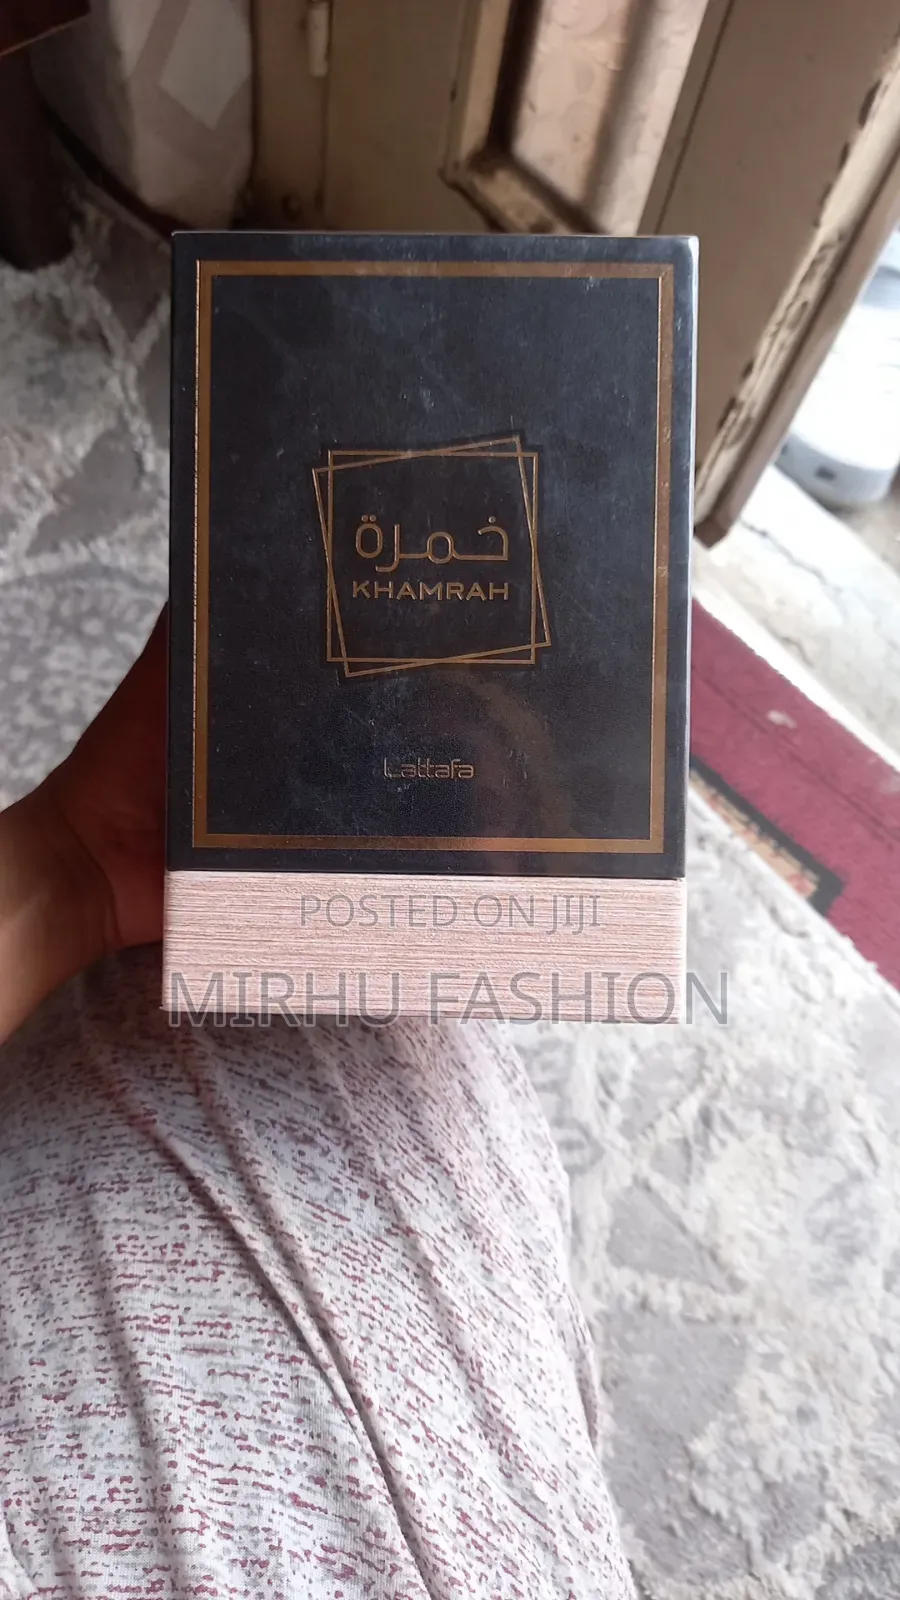 خمرة
KHAMRAH
Lattafa
POSTED ON JIJI
MIRHU FASHION